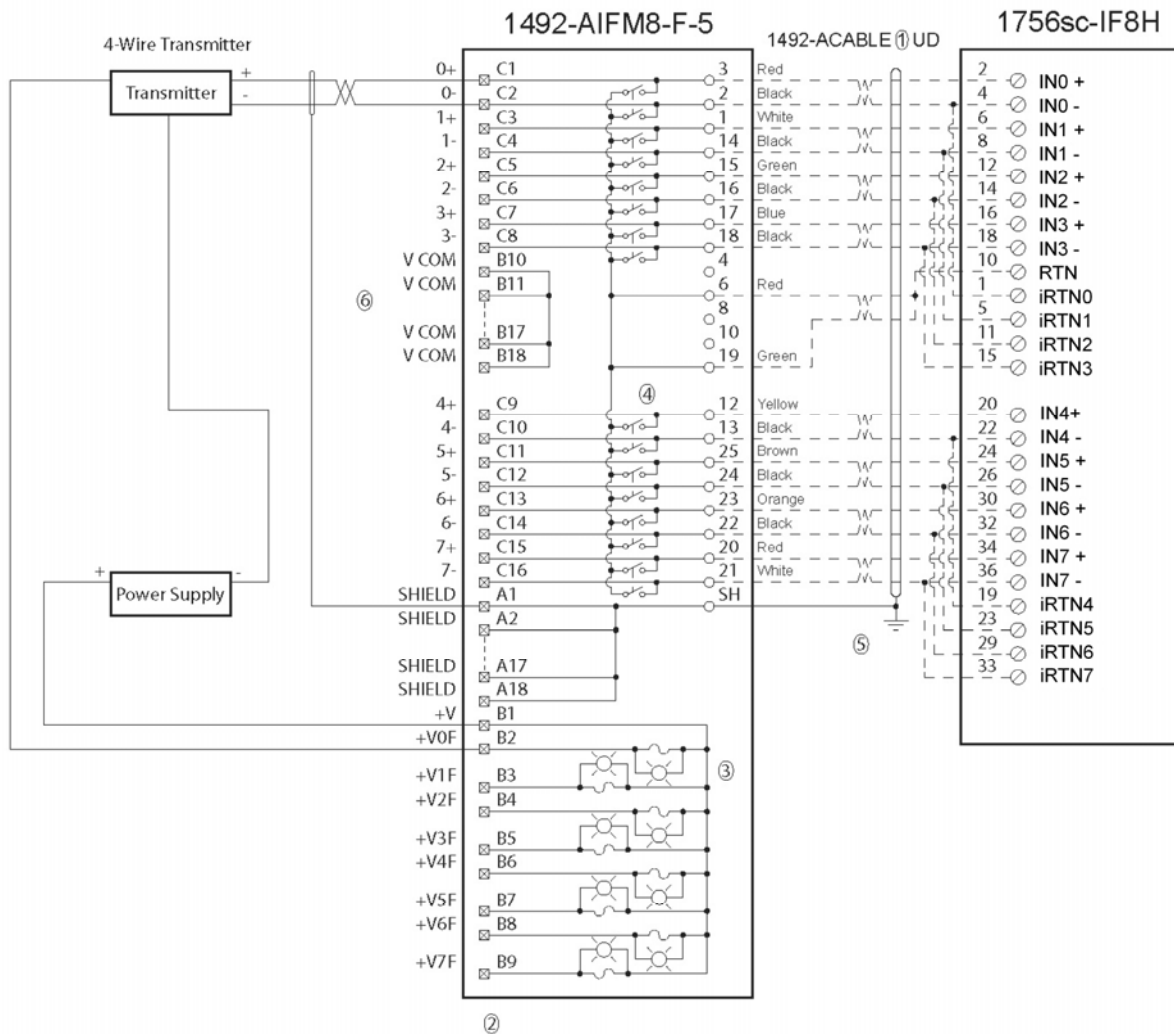 1492-AIFM8-F-5
1756sc-IF8H
1492-ACABLE ① UD
4-Wire Transmitter
Transmitter
+
-
0+ C1 3 Red 2 IN0 +
0- C2 2 Black 4 IN0 -
1+ C3 1 White 6 IN1 +
1- C4 14 Black 8 IN1 -
2+ C5 15 Green 12 IN2 +
2- C6 16 Black 14 IN2 -
3+ C7 17 Blue 16 IN3 +
3- C8 18 Black 18 IN3 -
V COM B10 4 10 RTN
V COM B11 6 Red 1 iRTN0
⑥ 8 5 iRTN1
V COM B17 10 11 iRTN2
V COM B18 19 Green 15 iRTN3
④
4+ C9 12 Yellow 20 IN4+
4- C10 13 Black 22 IN4 -
5+ C11 25 Brown 24 IN5 +
5- C12 24 Black 26 IN5 -
6+ C13 23 Orange 30 IN6 +
6- C14 22 Black 32 IN6 -
7+ C15 20 Red 34 IN7 +
7- C16 21 White 36 IN7 -
+ Power Supply -
SHIELD A1 SH 19 iRTN4
SHIELD A2 23 iRTN5
⑤ 29 iRTN6
SHIELD A17 33 iRTN7
SHIELD A18
+V B1
+V0F B2
③
+V1F B3
+V2F B4
+V3F B5
+V4F B6
+V5F B7
+V6F B8
+V7F B9
②